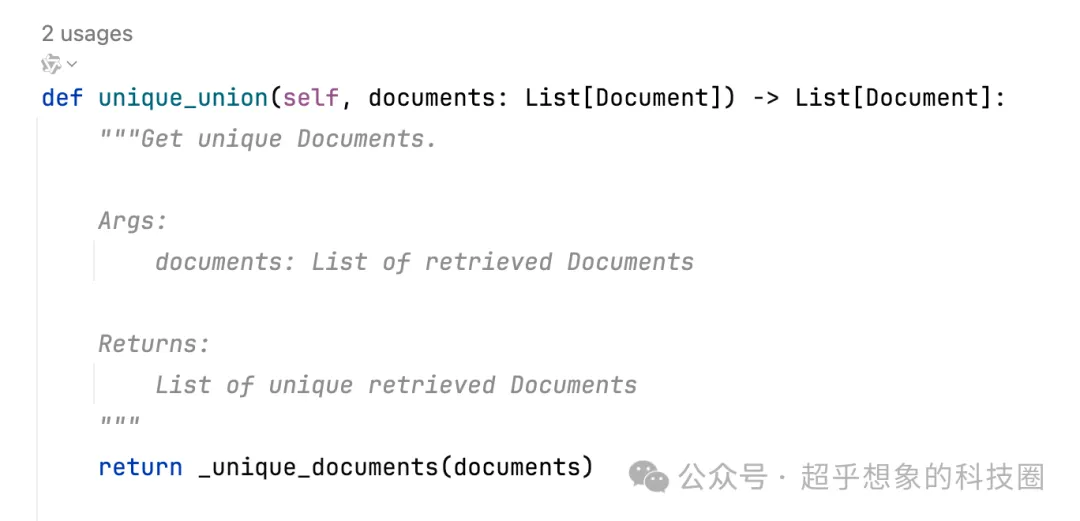 2 usages
def unique_union(self, documents: List[Document]) -> List[Document]:
"""Get unique Documents.
Args:
documents: List of retrieved Documents
Returns:
List of unique retrieved Documents
"""
return _unique_documents(documents)
公众号 · 超乎想象的科技圈